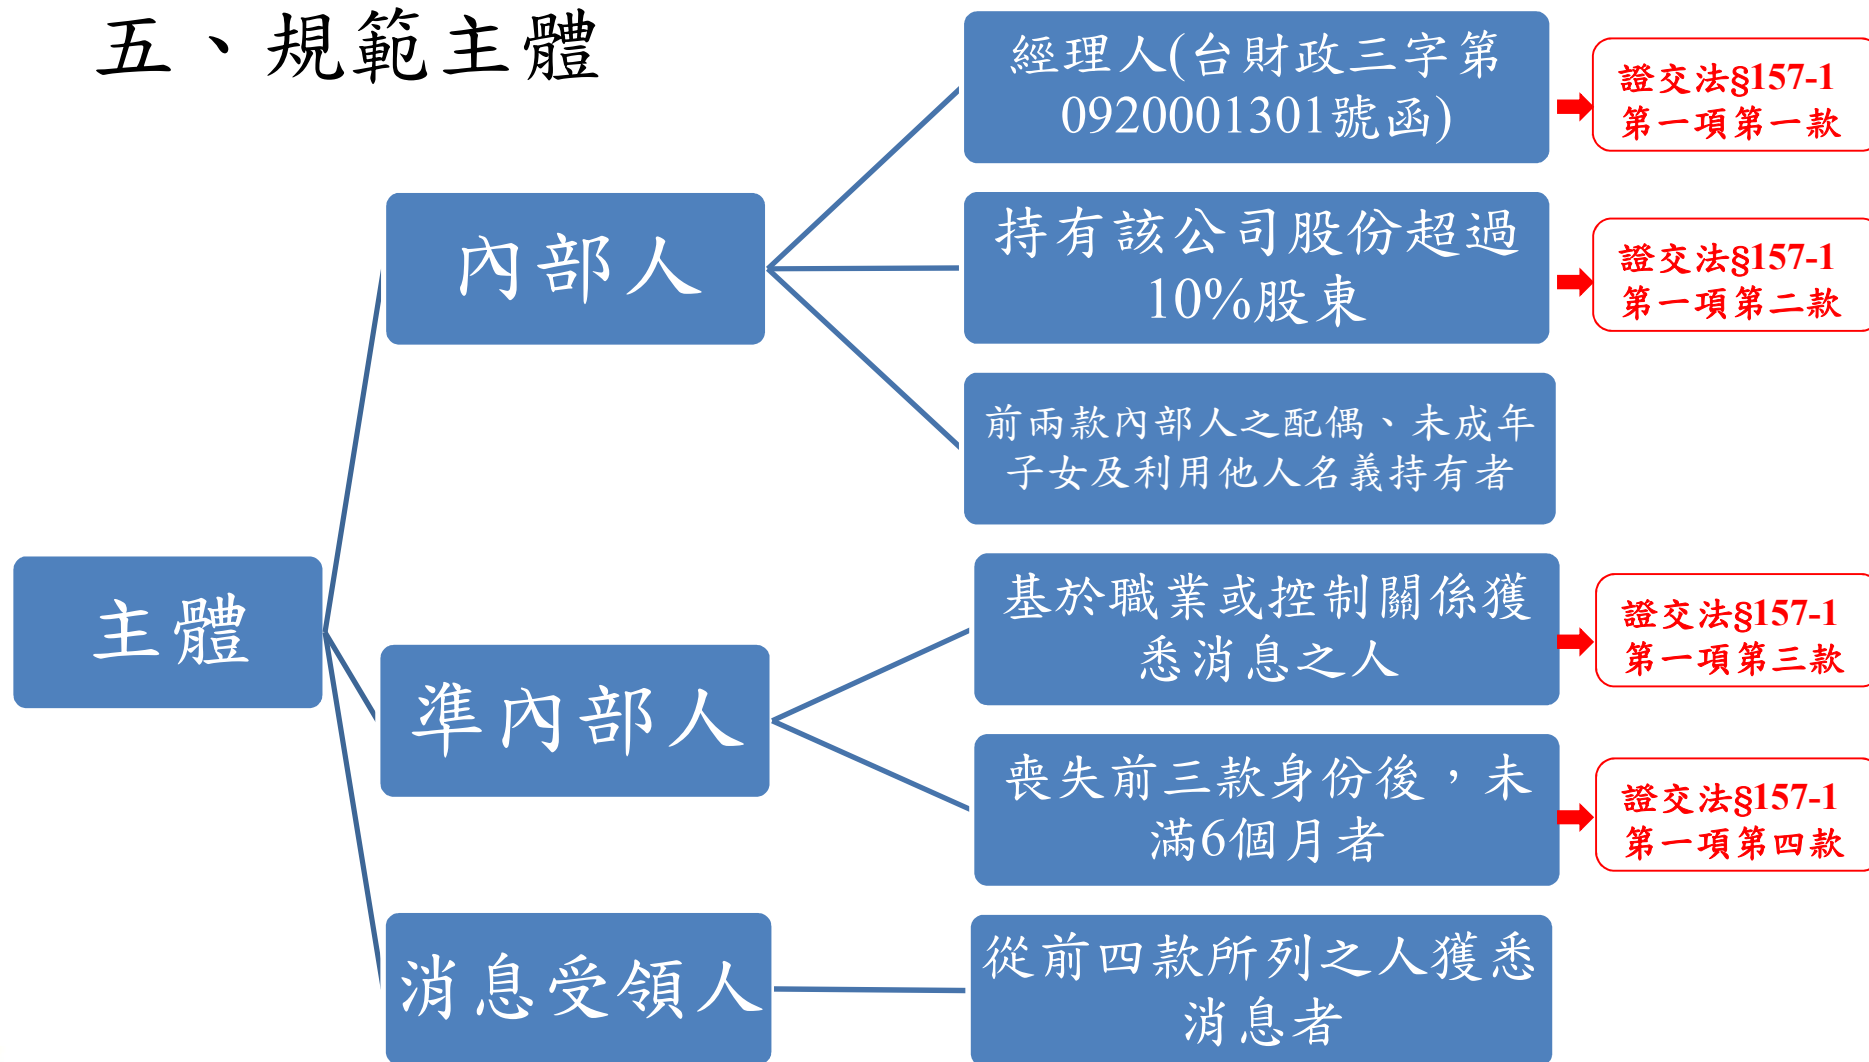 五、規範主體
主體
內部人
經理人(台財政三字第
0920001301號函)
證交法§157-1
第一項第一款
持有該公司股份超過
10%股東
證交法§157-1
第一項第二款
前兩款內部人之配偶、未成年
子女及利用他人名義持有者
準內部人
基於職業或控制關係獲
悉消息之人
證交法§157-1
第一項第三款
喪失前三款身份後，未
滿6個月者
證交法§157-1
第一項第四款
消息受領人
從前四款所列之人獲悉
消息者